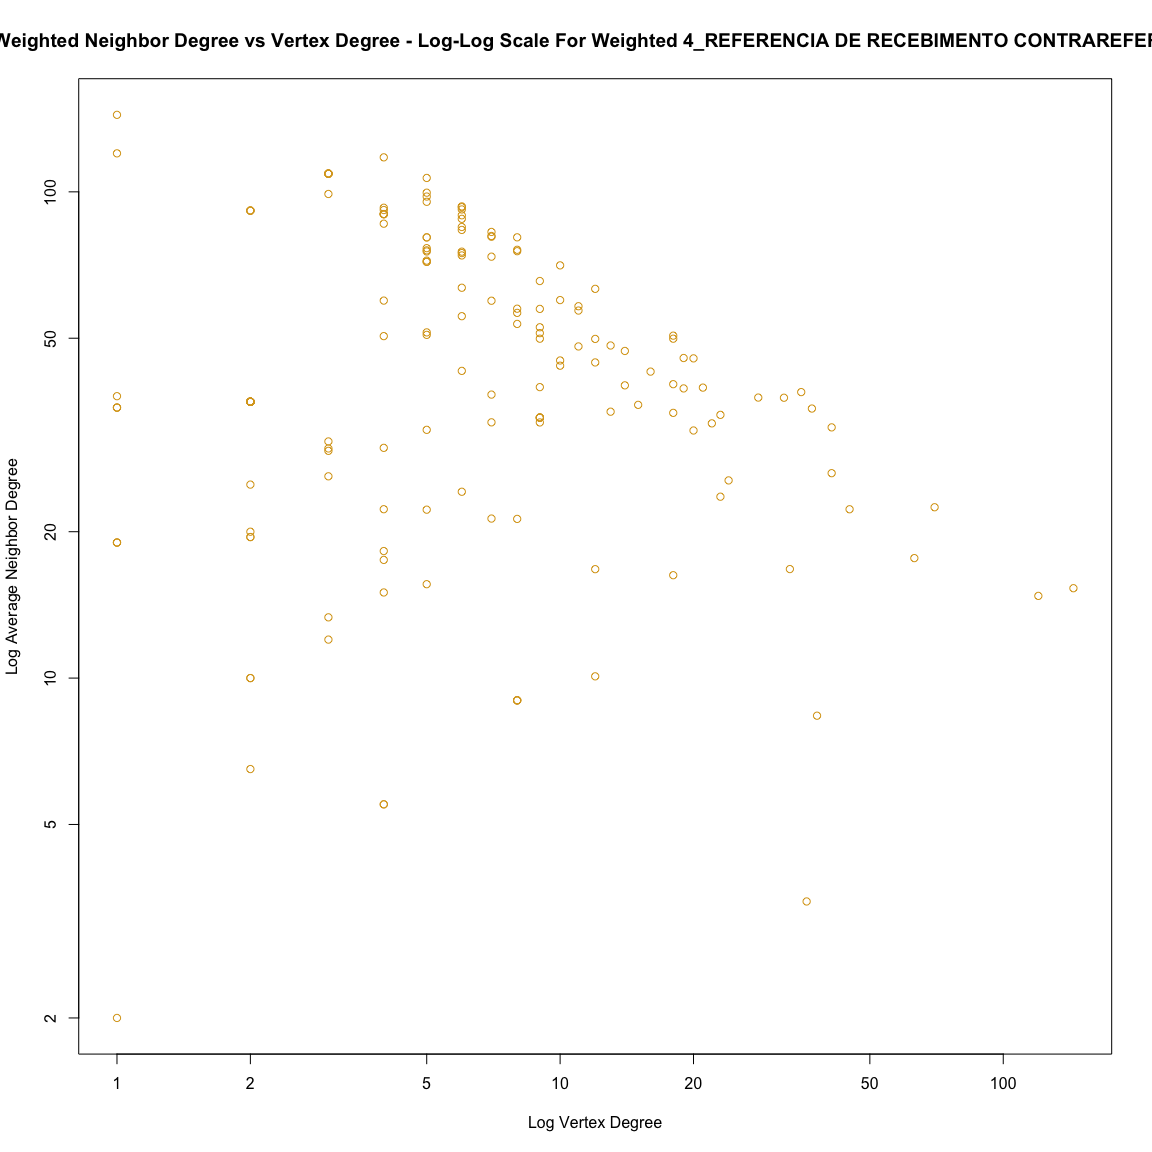 Weighted Neighbor Degree vs Vertex Degree - Log-Log Scale For Weighted 4_REFERENCIA DE RECEBIMENTO CONTRAREFER
100
50
20
10
5
2
Log Average Neighbor Degree
1 2 5 10 20 50 100
Log Vertex Degree